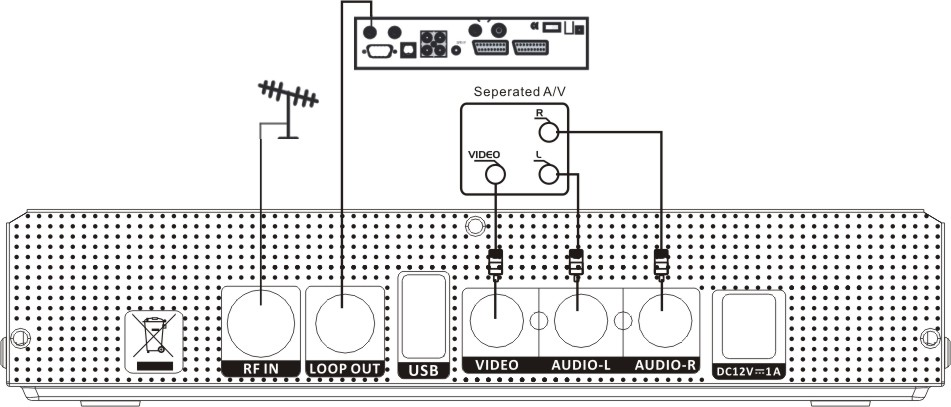 Seperated A/V
R
VIDEO
L
RF IN
LOOP OUT
USB
VIDEO
AUDIO-L
AUDIO-R
DC12V⎓1A